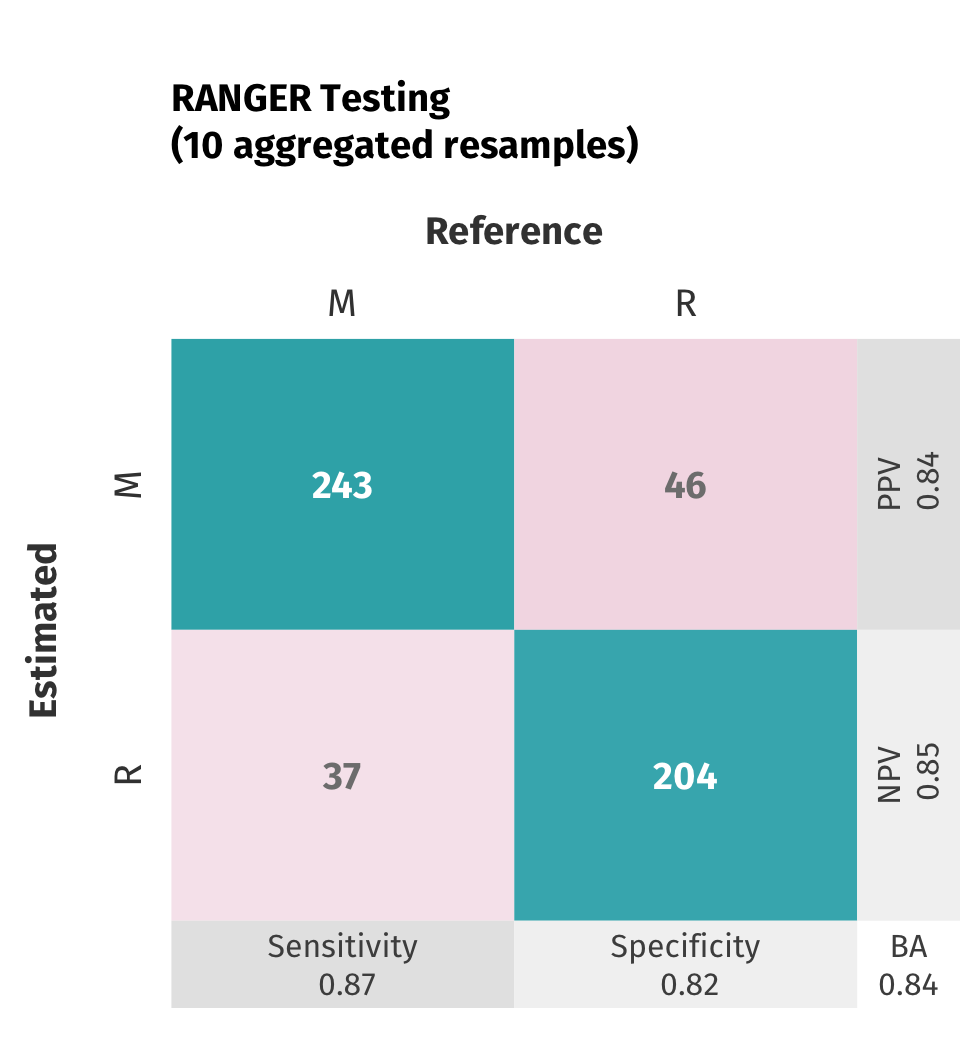 RANGER Testing
(10 aggregated resamples)
Reference
M
R
Estimated
M
243
46
PPV
0.84
R
37
204
NPV
0.85
Sensitivity
0.87
Specificity
0.82
BA
0.84